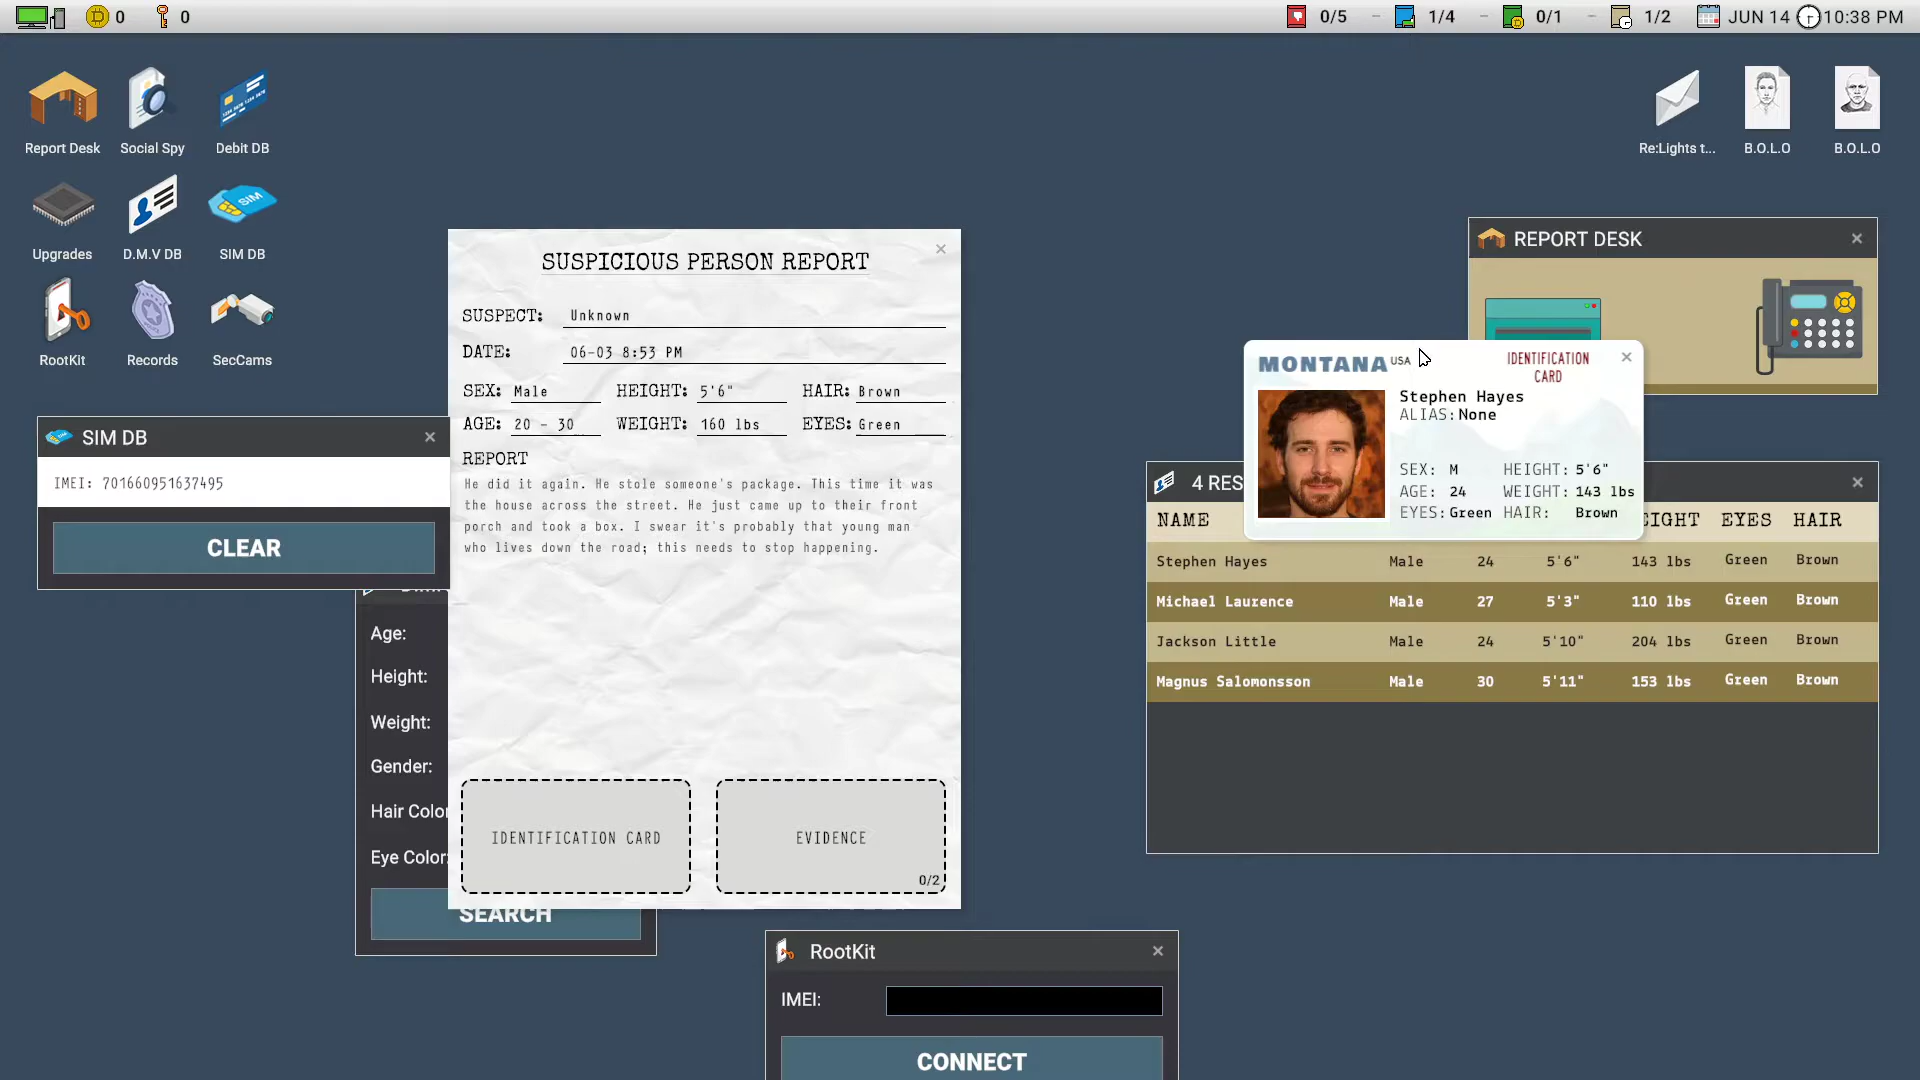 0
0
0/5
1/4
0/1
1/2
JUN 14
10:38 PM
Report Desk
Social Spy
Debit DB
Upgrades
D.M.V DB
SIM DB
SIM
RootKit
Records
SecCams
Re:Lights t...
B.O.L.O
B.O.L.O
SIM DB
IMEI: 701660951637495
CLEAR
Age:
Height:
Weight:
Gender:
Hair Color
Eye Color:
SEARCH
SUSPICIOUS PERSON REPORT
SUSPECT: Unknown
DATE: 06-03 8:53 PM
SEX: Male HEIGHT: 5'6" HAIR: Brown
AGE: 20 - 30 WEIGHT: 160 lbs EYES: Green
REPORT
He did it again. He stole someone's package. This time it was
the house across the street. He just came up to their front
porch and took a box. I swear it's probably that young man
who lives down the road; this needs to stop happening.
IDENTIFICATION CARD
EVIDENCE
0/2
REPORT DESK
MONTANA USA
IDENTIFICATION
CARD
Stephen Hayes
ALIAS: None
SEX: M HEIGHT: 5'6"
AGE: 24 WEIGHT: 143 lbs
EYES: Green HAIR: Brown
4 RES
NAME EIGHT EYES HAIR
Stephen Hayes Male 24 5'6" 143 lbs Green Brown
Michael Laurence Male 27 5'3" 110 lbs Green Brown
Jackson Little Male 24 5'10" 204 lbs Green Brown
Magnus Salomonsson Male 30 5'11" 153 lbs Green Brown
RootKit
IMEI:
CONNECT